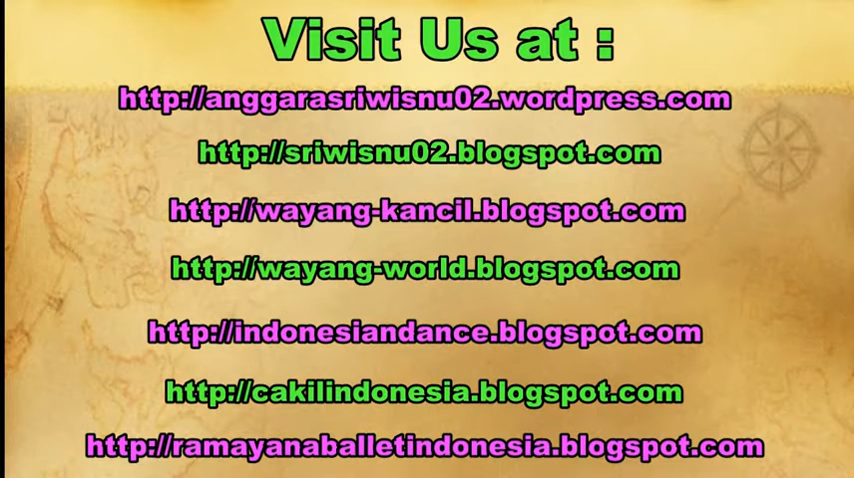 Visit Us at :
http://anggarasriwisnu02.wordpress.com
http://sriwisnu02.blogspot.com
http://wayang-kancil.blogspot.com
http://wayang-world.blogspot.com
http://indonesiandance.blogspot.com
http://cakilindonesia.blogspot.com
http://ramayanaballetindonesia.blogspot.com